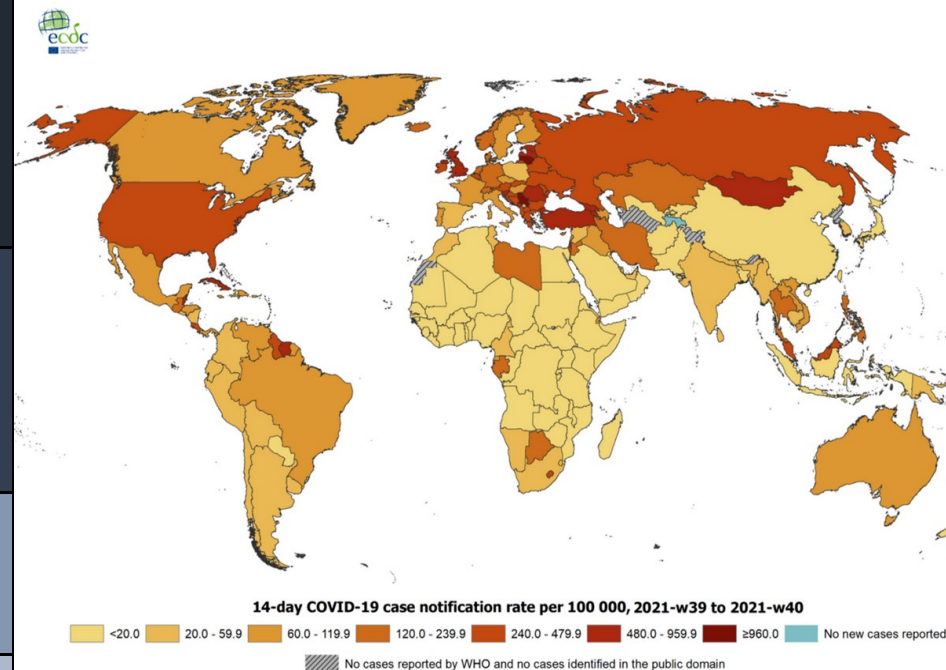 ecdc
14-day COVID-19 case notification rate per 100 000, 2021-w39 to 2021-w40
<20.0 20.0 - 59.9 60.0 - 119.9 120.0 - 239.9 240.0 - 479.9 480.0 - 959.9 ≥960.0 No new cases reported
No cases reported by WHO and no cases identified in the public domain